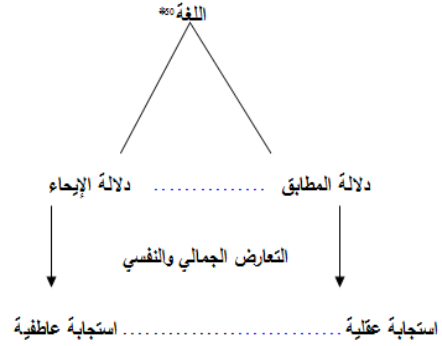 اللغة
دلالة المطابق ............... دلالة الإيحاء
التعارض الجمالي والنفسي
استجابة عقلية ........................... استجابة عاطفية